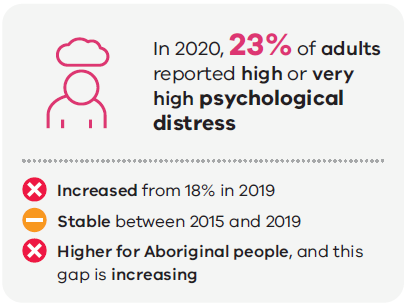 In 2020, 23% of adults
reported high or very
high psychological
distress
Increased from 18% in 2019
Stable between 2015 and 2019
Higher for Aboriginal people, and this
gap is increasing